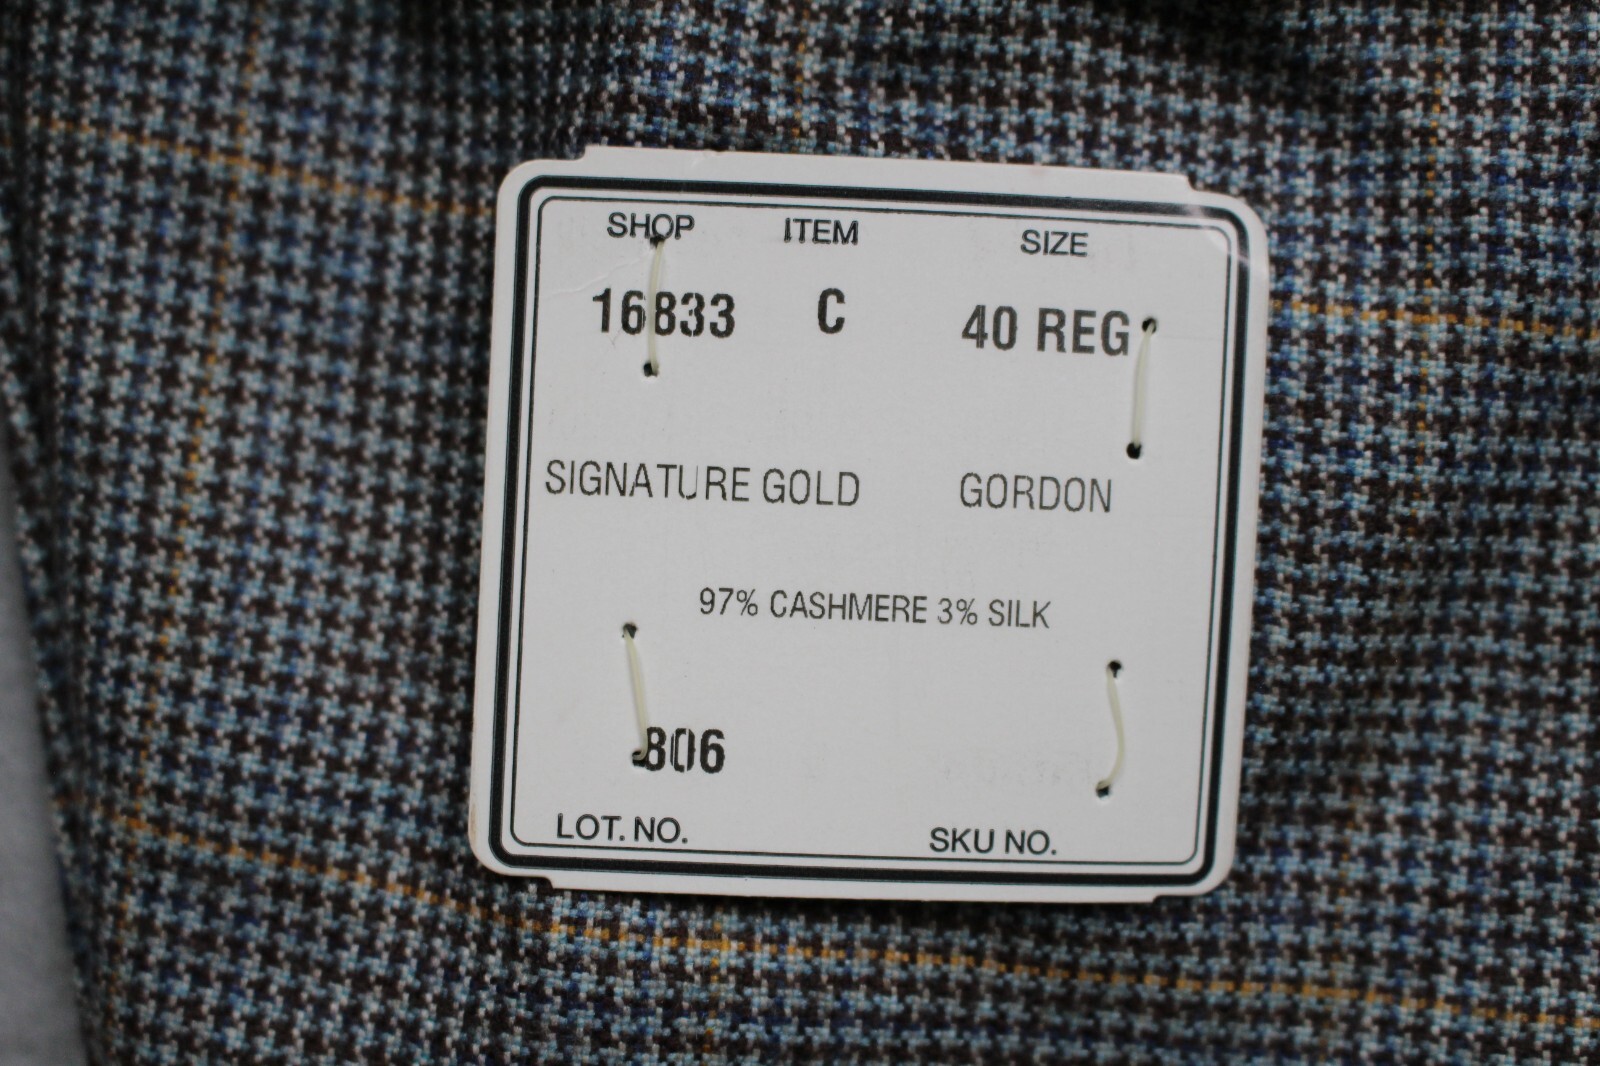 SHOP ITEM SIZE
16833 C 40 REG
SIGNATURE GOLD GORDON
97% CASHMERE 3% SILK
806
LOT. NO. SKU NO.